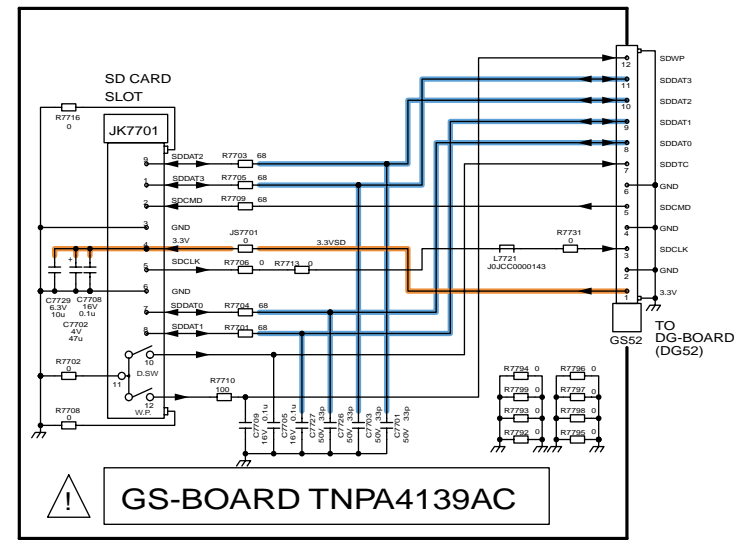 SD CARD
SLOT
JK7701
R7716
0
9
SDDAT2
R7703
68
1
SDDAT3
R7705
68
2
SDCMD
R7709
68
3
GND
4
3.3V
JS7701
0
3.3VSD
5
SDCLK
R7706
0
R7713
0
L7721
J0JCC0000143
R7731
0
6
GND
7
SDDAT0
R7704
68
8
SDDAT1
R7701
68
C7729
6.3V
10u
+
C7708
16V
0.1u
C7702
4V
47u
R7702
0
R7708
0
10
11
D.SW
12
W.P.
R7710
100
C7709
16V 0.1u
C7705
16V 0.1u
C7727
50V 33p
C7726
50V 33p
C7703
50V 33p
C7701
50V 33p
R7794 0
R7799 0
R7793 0
R7792 0
R7796 0
R7797 0
R7798 0
R7795 0
12 SDWP
11 SDDAT3
10 SDDAT2
9 SDDAT1
8 SDDAT0
7 SDDTC
6 GND
5 SDCMD
4 GND
3 SDCLK
2 GND
1 3.3V
GS52
TO
DG-BOARD
(DG52)
!
GS-BOARD TNPA4139AC